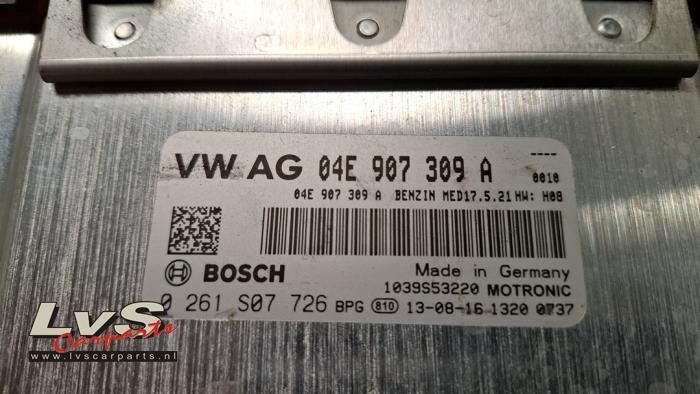 VW AG 04E 907 309 A ----
0010
04E 907 309 A BENZIN MED17.5.21 HW: H08
BOSCH
Made in Germany
1039S53220 MOTRONIC
0 261 S07 726 BPG 810 13-08-16 1320 0737
LvS
Carparts
www.lvscarparts.nl